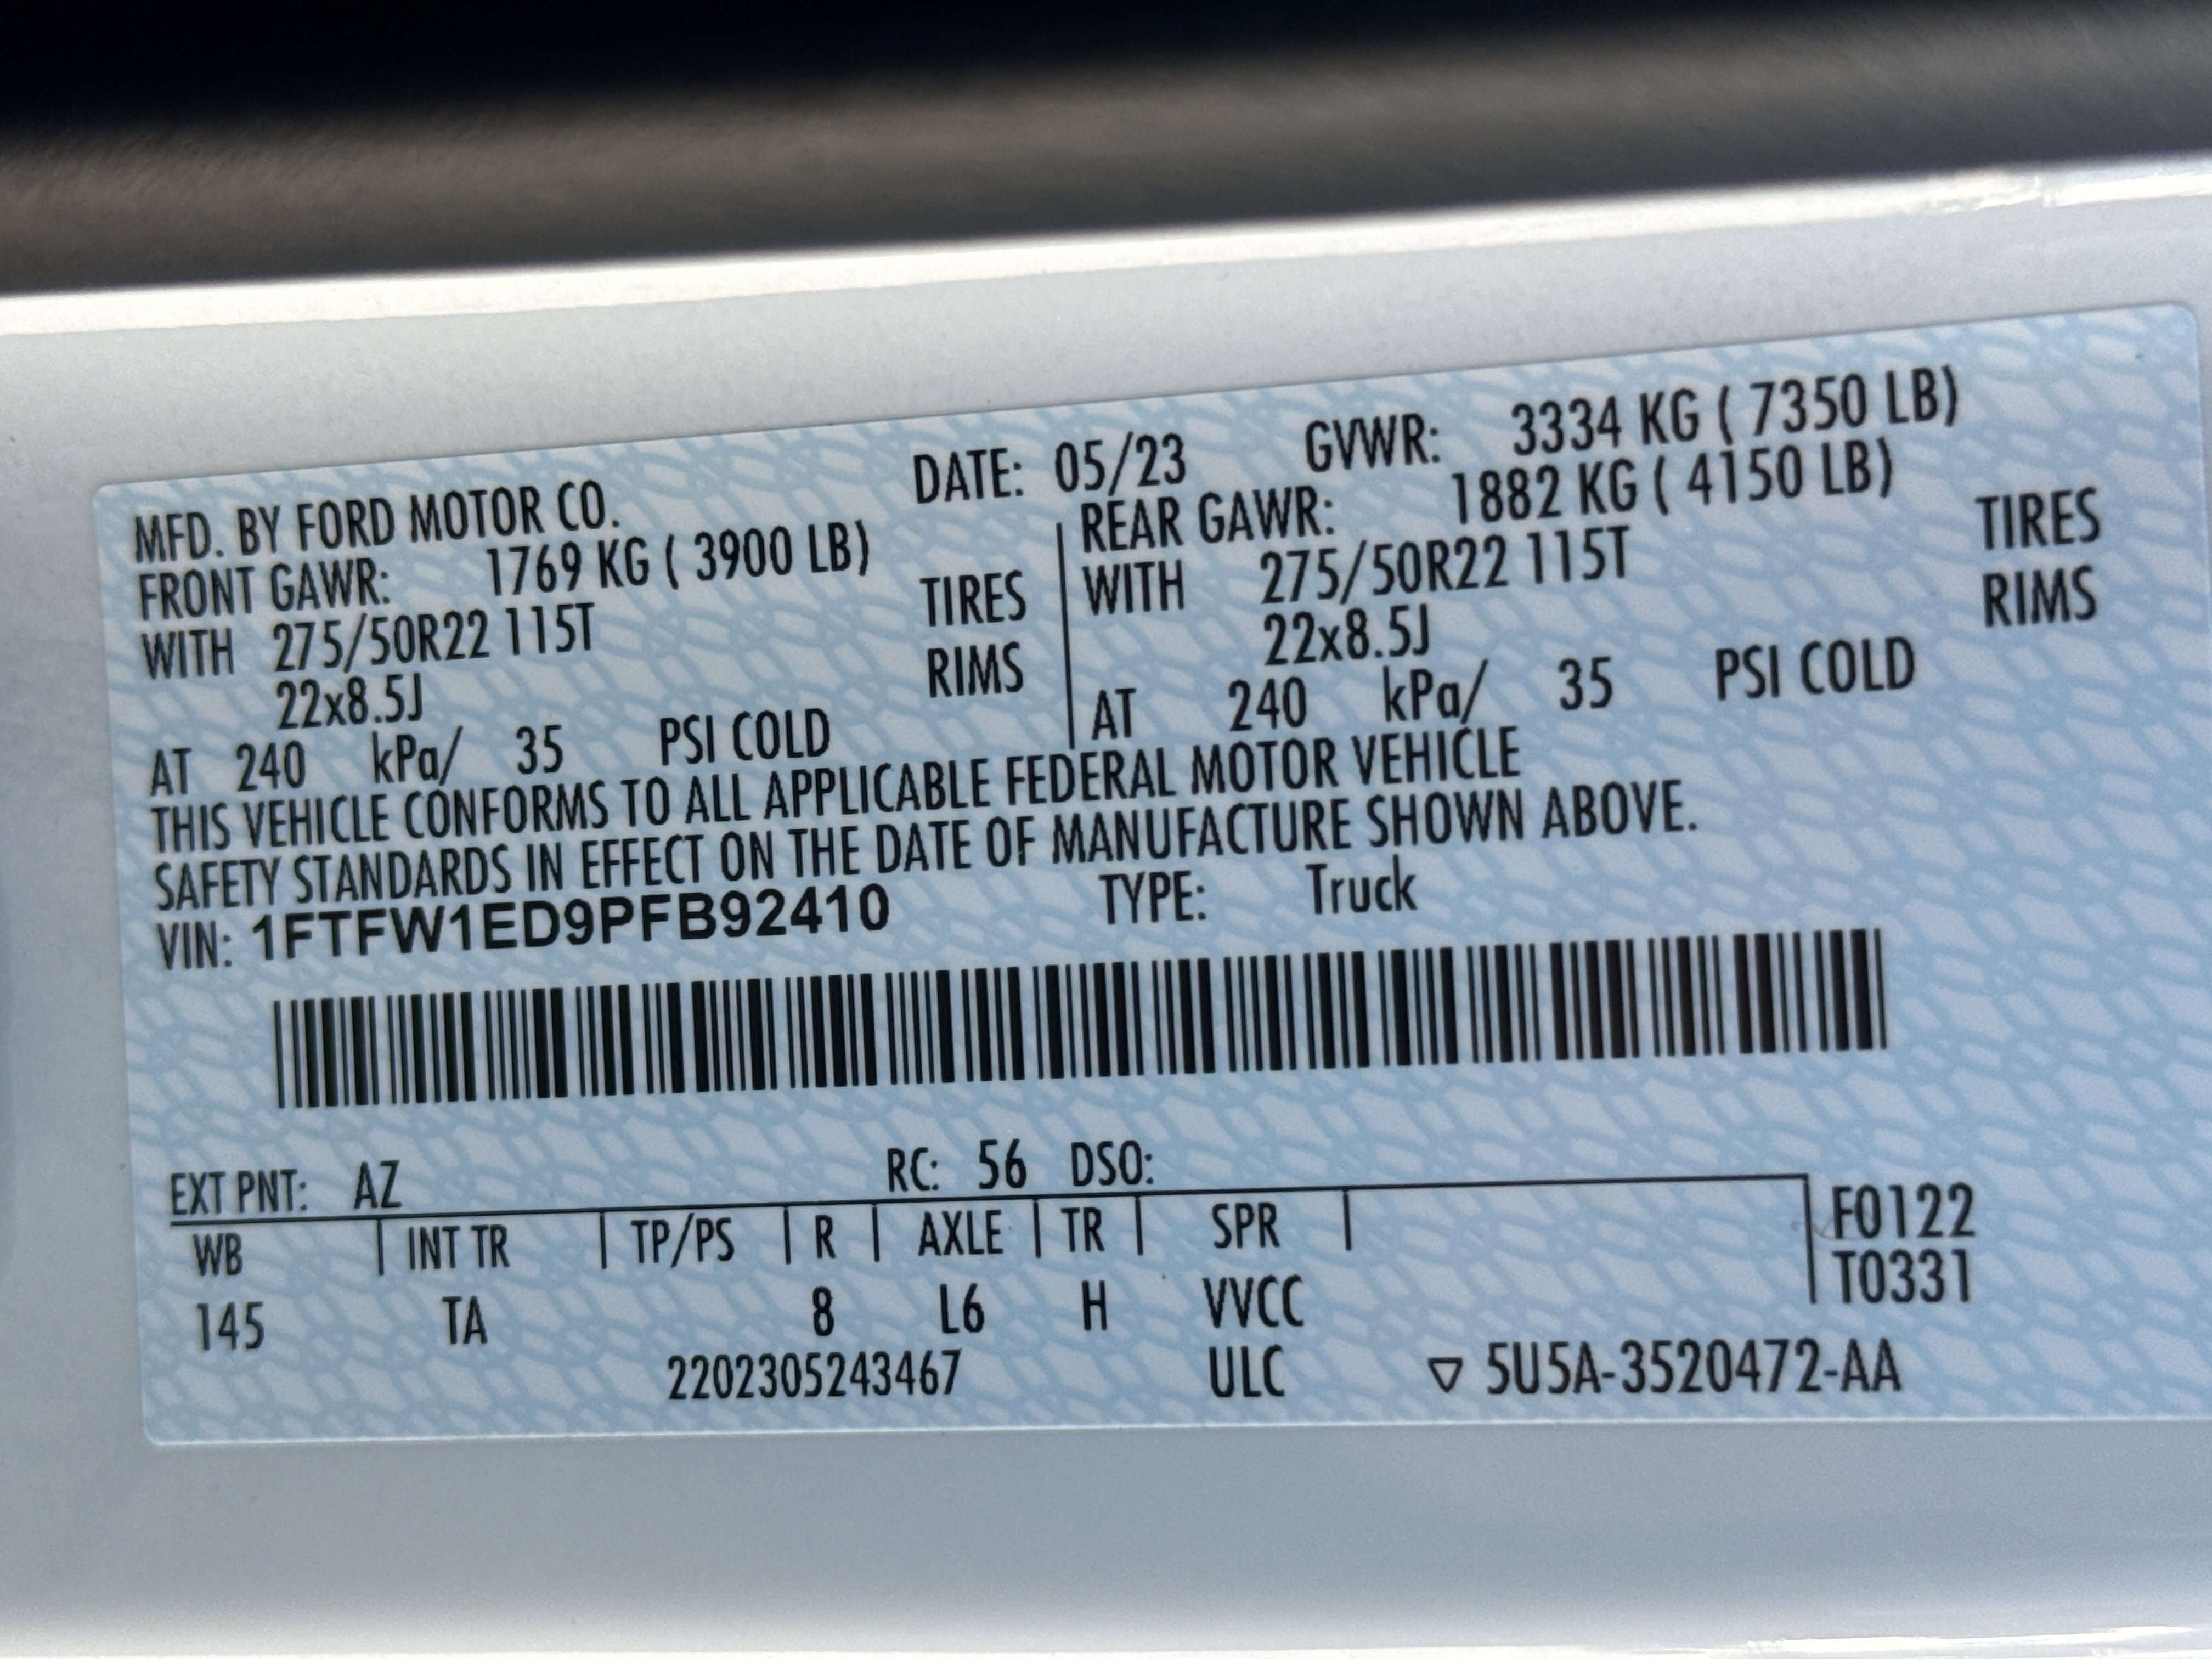 MFD. BY FORD MOTOR CO. DATE: 05/23 GVWR: 3334 KG ( 7350 LB)
FRONT GAWR: 1769 KG ( 3900 LB) REAR GAWR: 1882 KG ( 4150 LB)
WITH 275/50R22 115T TIRES WITH 275/50R22 115T TIRES
22x8.5J RIMS 22x8.5J RIMS
AT 240 kPa/ 35 PSI COLD AT 240 kPa/ 35 PSI COLD
THIS VEHICLE CONFORMS TO ALL APPLICABLE FEDERAL MOTOR VEHICLE
SAFETY STANDARDS IN EFFECT ON THE DATE OF MANUFACTURE SHOWN ABOVE.
VIN: 1FTFW1ED9PFB92410 TYPE: Truck
EXT PNT: AZ RC: 56 DSO:
WB INT TR TP/PS R AXLE TR SPR F0122
145 TA 8 L6 H VVCC T0331
2202305243467 ULC ▽ 5U5A-3520472-AA